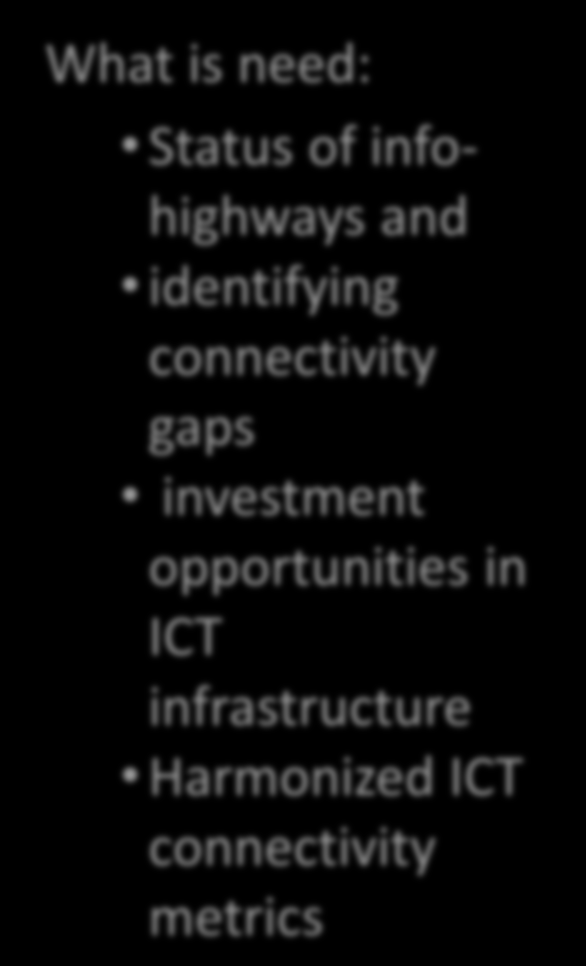 What is need:
• Status of info-
highways and
• identifying
connectivity
gaps
• investment
opportunities in
ICT
infrastructure
• Harmonized ICT
connectivity
metrics